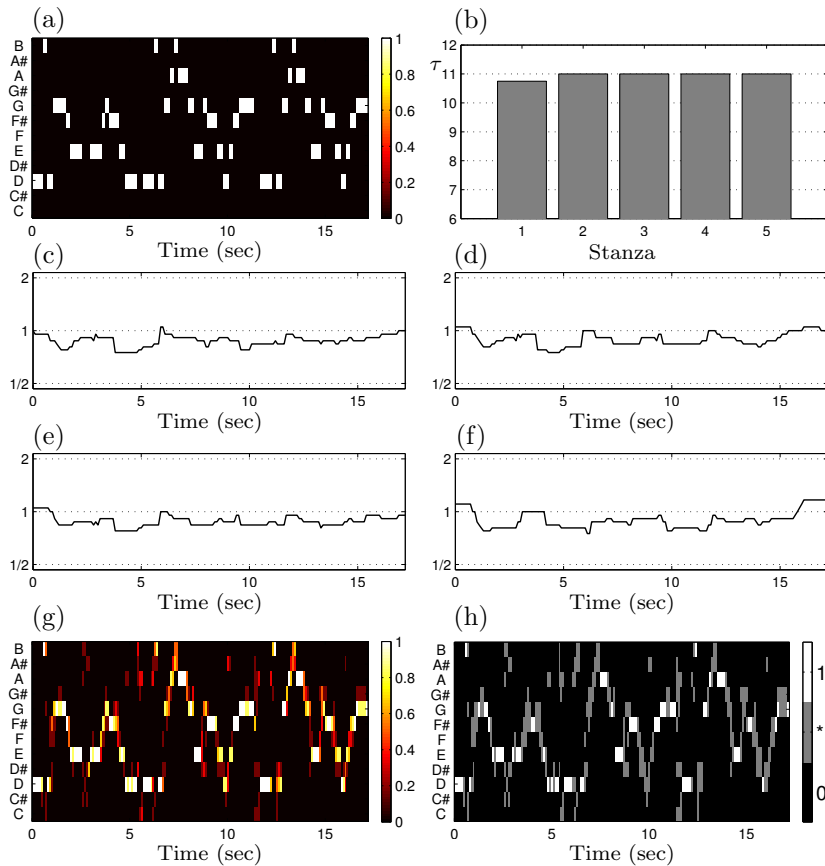 (a)
B
A#
A
G#
G
F#
F
E
D#
D
C#
C
1
0.8
0.6
0.4
0.2
0
0 5 10 15
Time (sec)
12
τ
11
10
9
8
7
6
1 2 3 4 5
Stanza
(c)
2
1
1/2
0 5 10 15
Time (sec)
(d)
2
1
1/2
0 5 10 15
Time (sec)
(e)
2
1
1/2
0 5 10 15
Time (sec)
(f)
2
1
1/2
0 5 10 15
Time (sec)
(g)
B
A#
A
G#
G
F#
F
E
D#
D
C#
C
1
0.8
0.6
0.4
0.2
0
0 5 10 15
Time (sec)
(h)
B
A#
A
G#
G
F#
F
E
D#
D
C#
C
1
*
0
0 5 10 15
Time (sec)
(b)